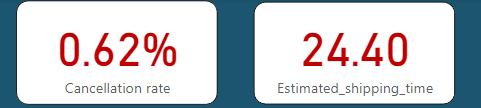 0.62%
Cancellation rate
24.40
Estimated_shipping_time